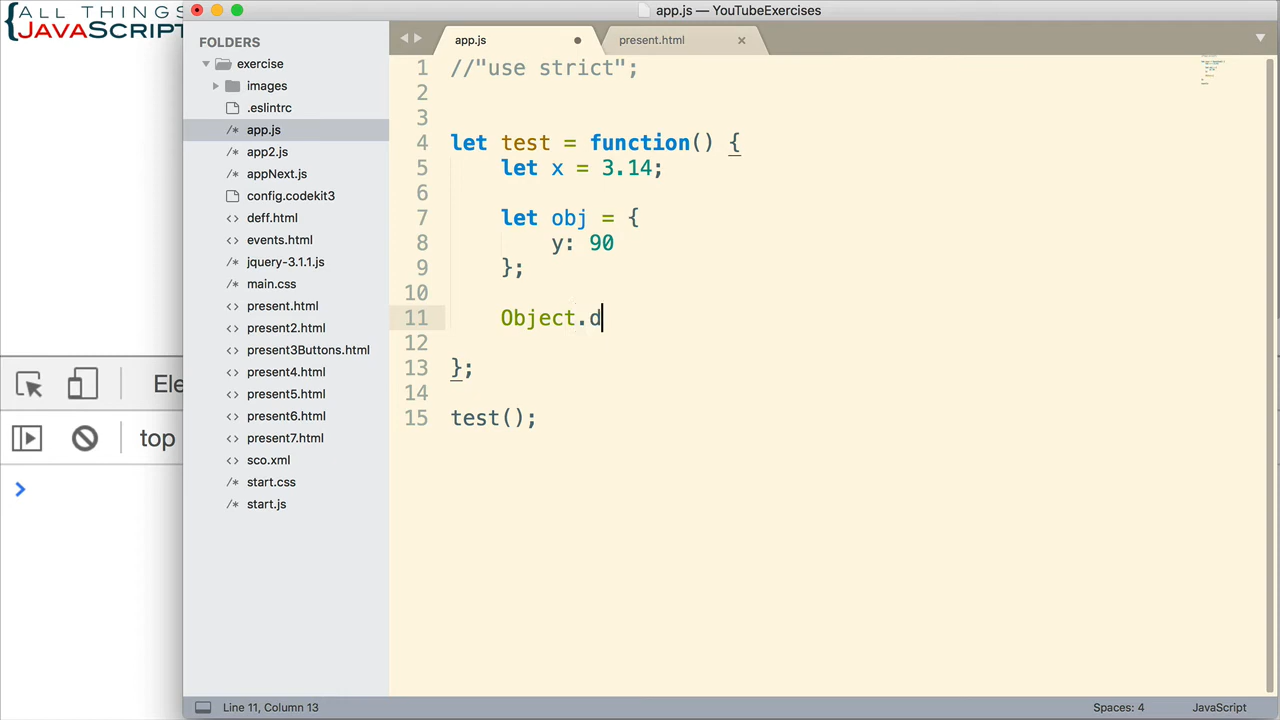 {ALL THINGS
JAVASCRIPT
app.js — YouTubeExercises
FOLDERS
exercise
images
.eslintrc
app.js
app2.js
appNext.js
config.codekit3
deff.html
events.html
jquery-3.1.1.js
main.css
present.html
present2.html
present3Buttons.html
present4.html
present5.html
present6.html
present7.html
sco.xml
start.css
start.js
app.js
present.html
1 //"use strict";
2
3
4 let test = function() {
5 let x = 3.14;
6
7 let obj = {
8 y: 90
9 };
10
11 Object.d
12
13 };
14
15 test();
Ele
top
Line 11, Column 13
Spaces: 4
JavaScript